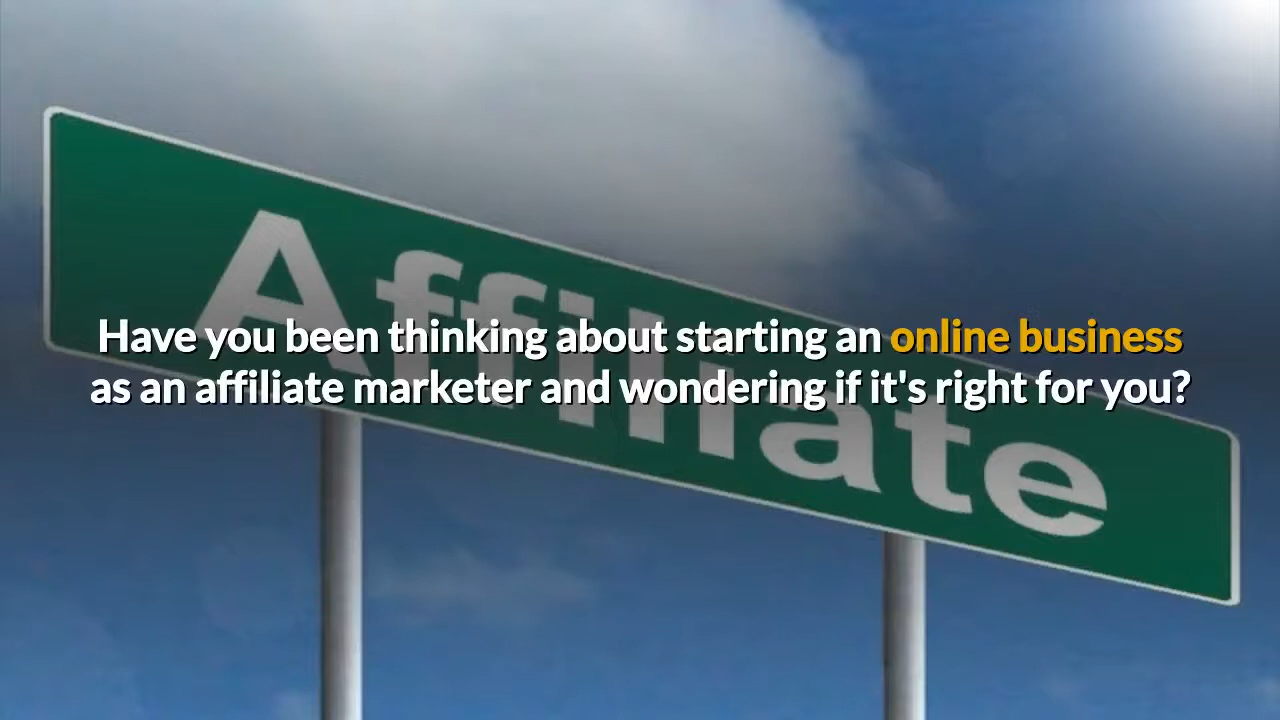 Affiliate
Have you been thinking about starting an online business
as an affiliate marketer and wondering if it's right for you?